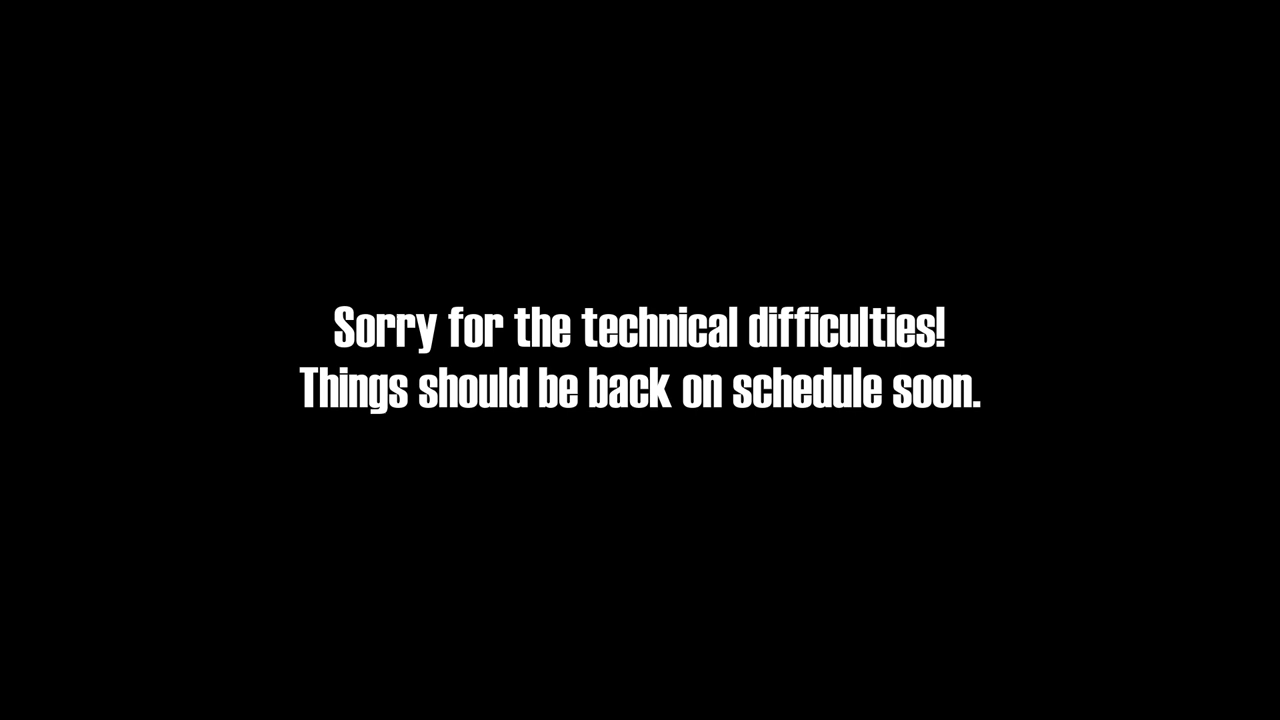 Sorry for the technical difficulties!
Things should be back on schedule soon.